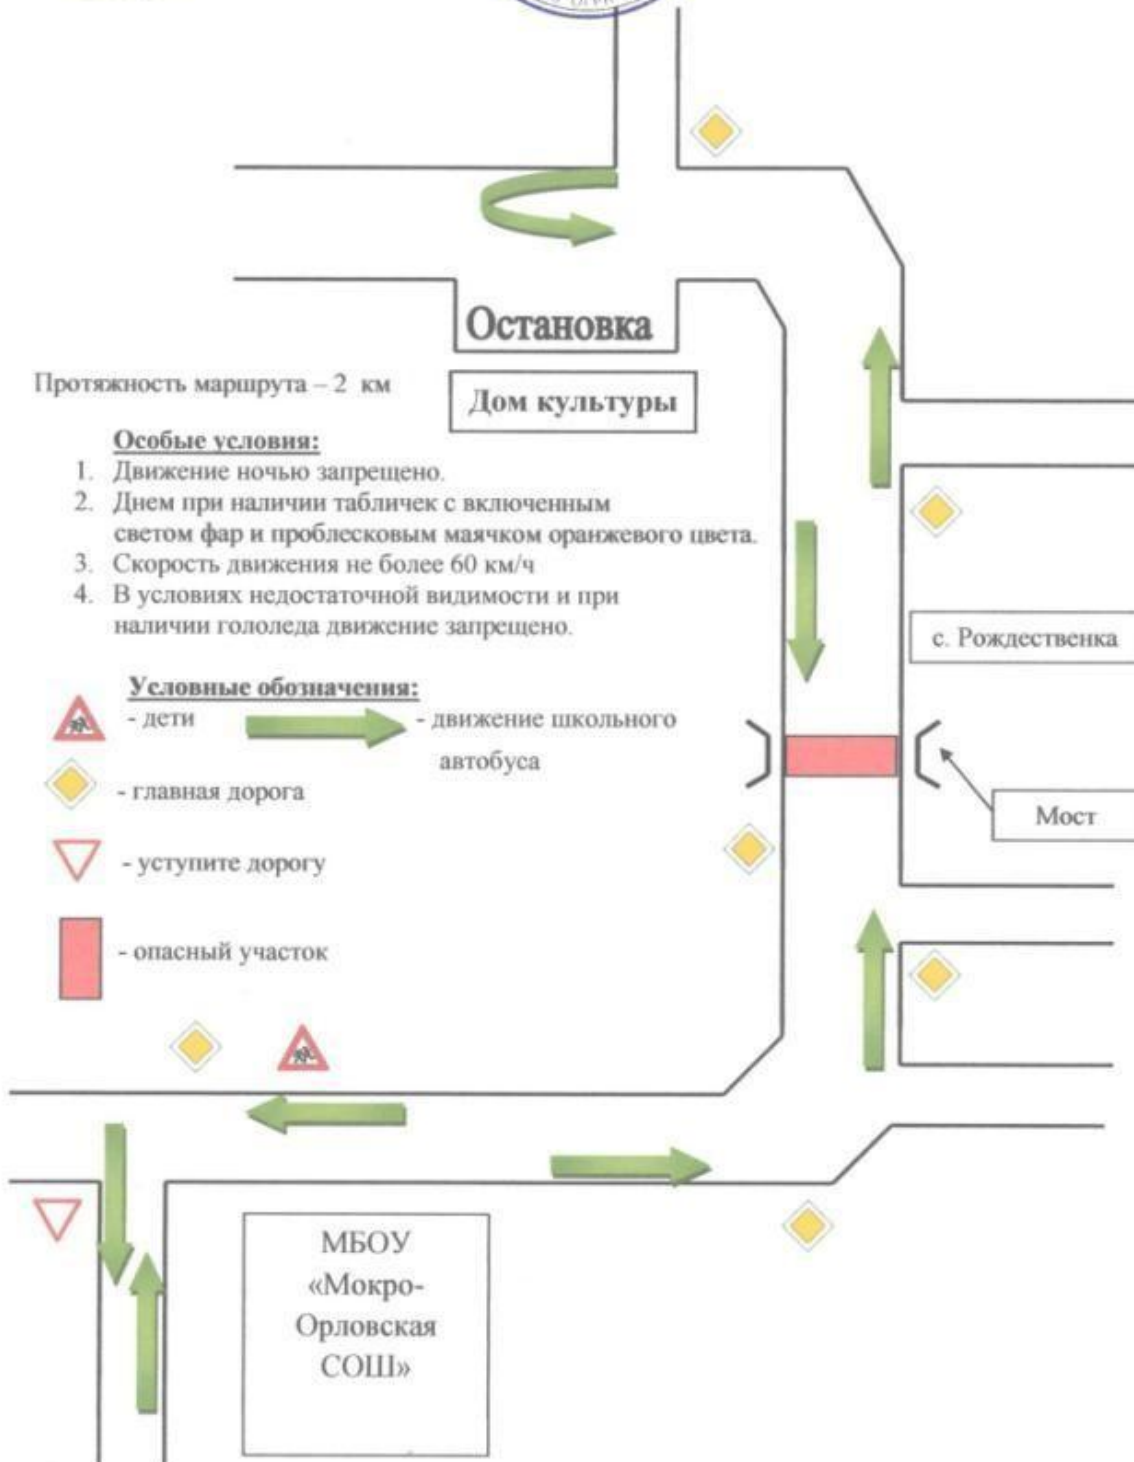 Остановка
Протяжность маршрута – 2 км
Дом культуры
Особые условия:
1. Движение ночью запрещено.
2. Днем при наличии табличек с включенным
светом фар и проблесковым маячком оранжевого цвета.
3. Скорость движения не более 60 км/ч
4. В условиях недостаточной видимости и при
наличии гололеда движение запрещено.
с. Рождественка
Условные обозначения:
- дети
- движение школьного
автобуса
- главная дорога
Мост
- уступите дорогу
- опасный участок
МБОУ
«Мокро-
Орловская
СОШ»